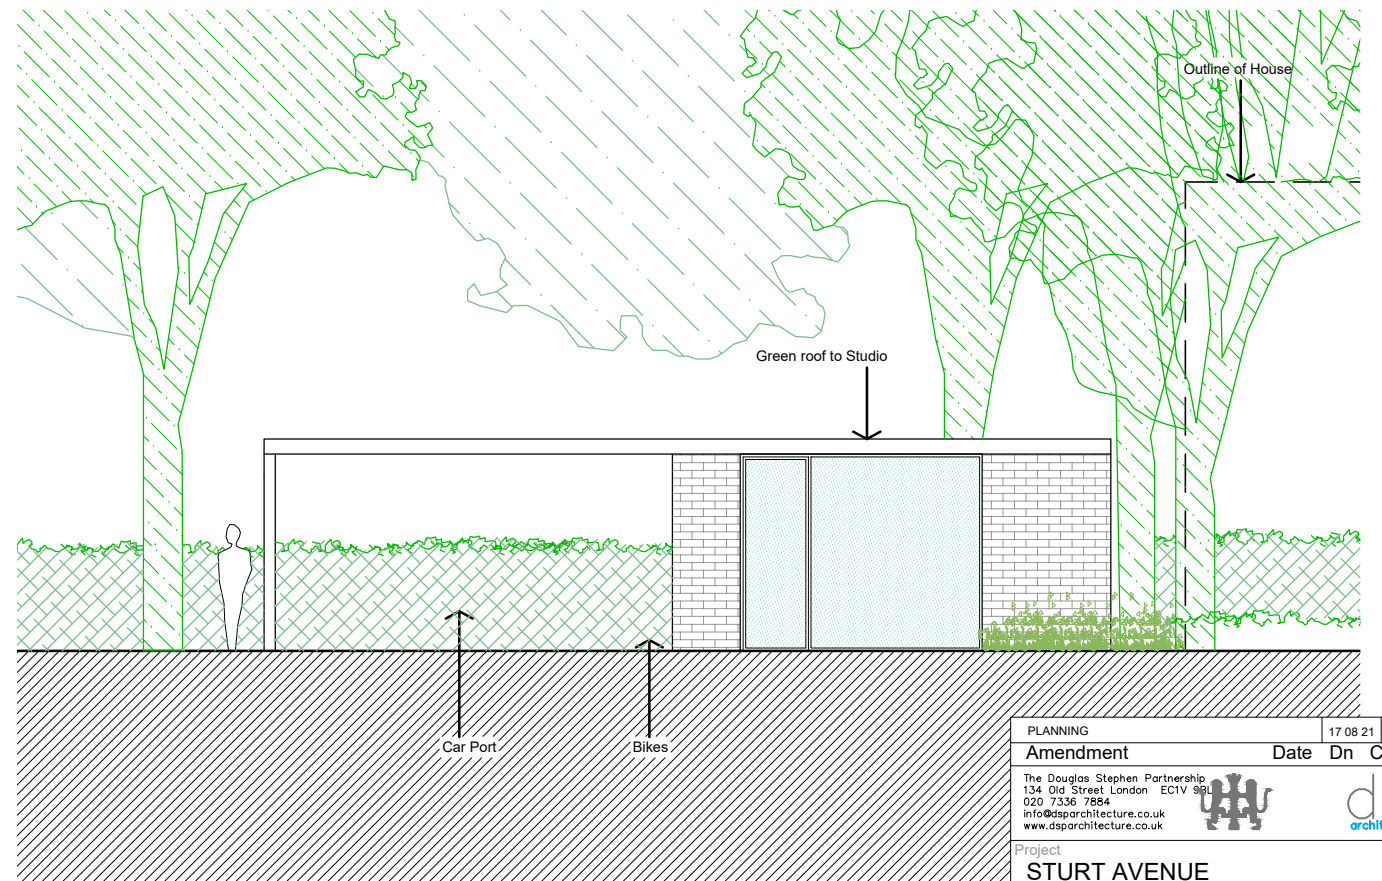 Outline of House
Green roof to Studio
Car Port
Bikes
PLANNING 17 08 21
Amendment Date Dn C
The Douglas Stephen Partnership
134 Old Street London EC1V 9BL
020 7336 7884
info@dsparchitecture.co.uk
www.dsparchitecture.co.uk
d
archit
Project
STURT AVENUE